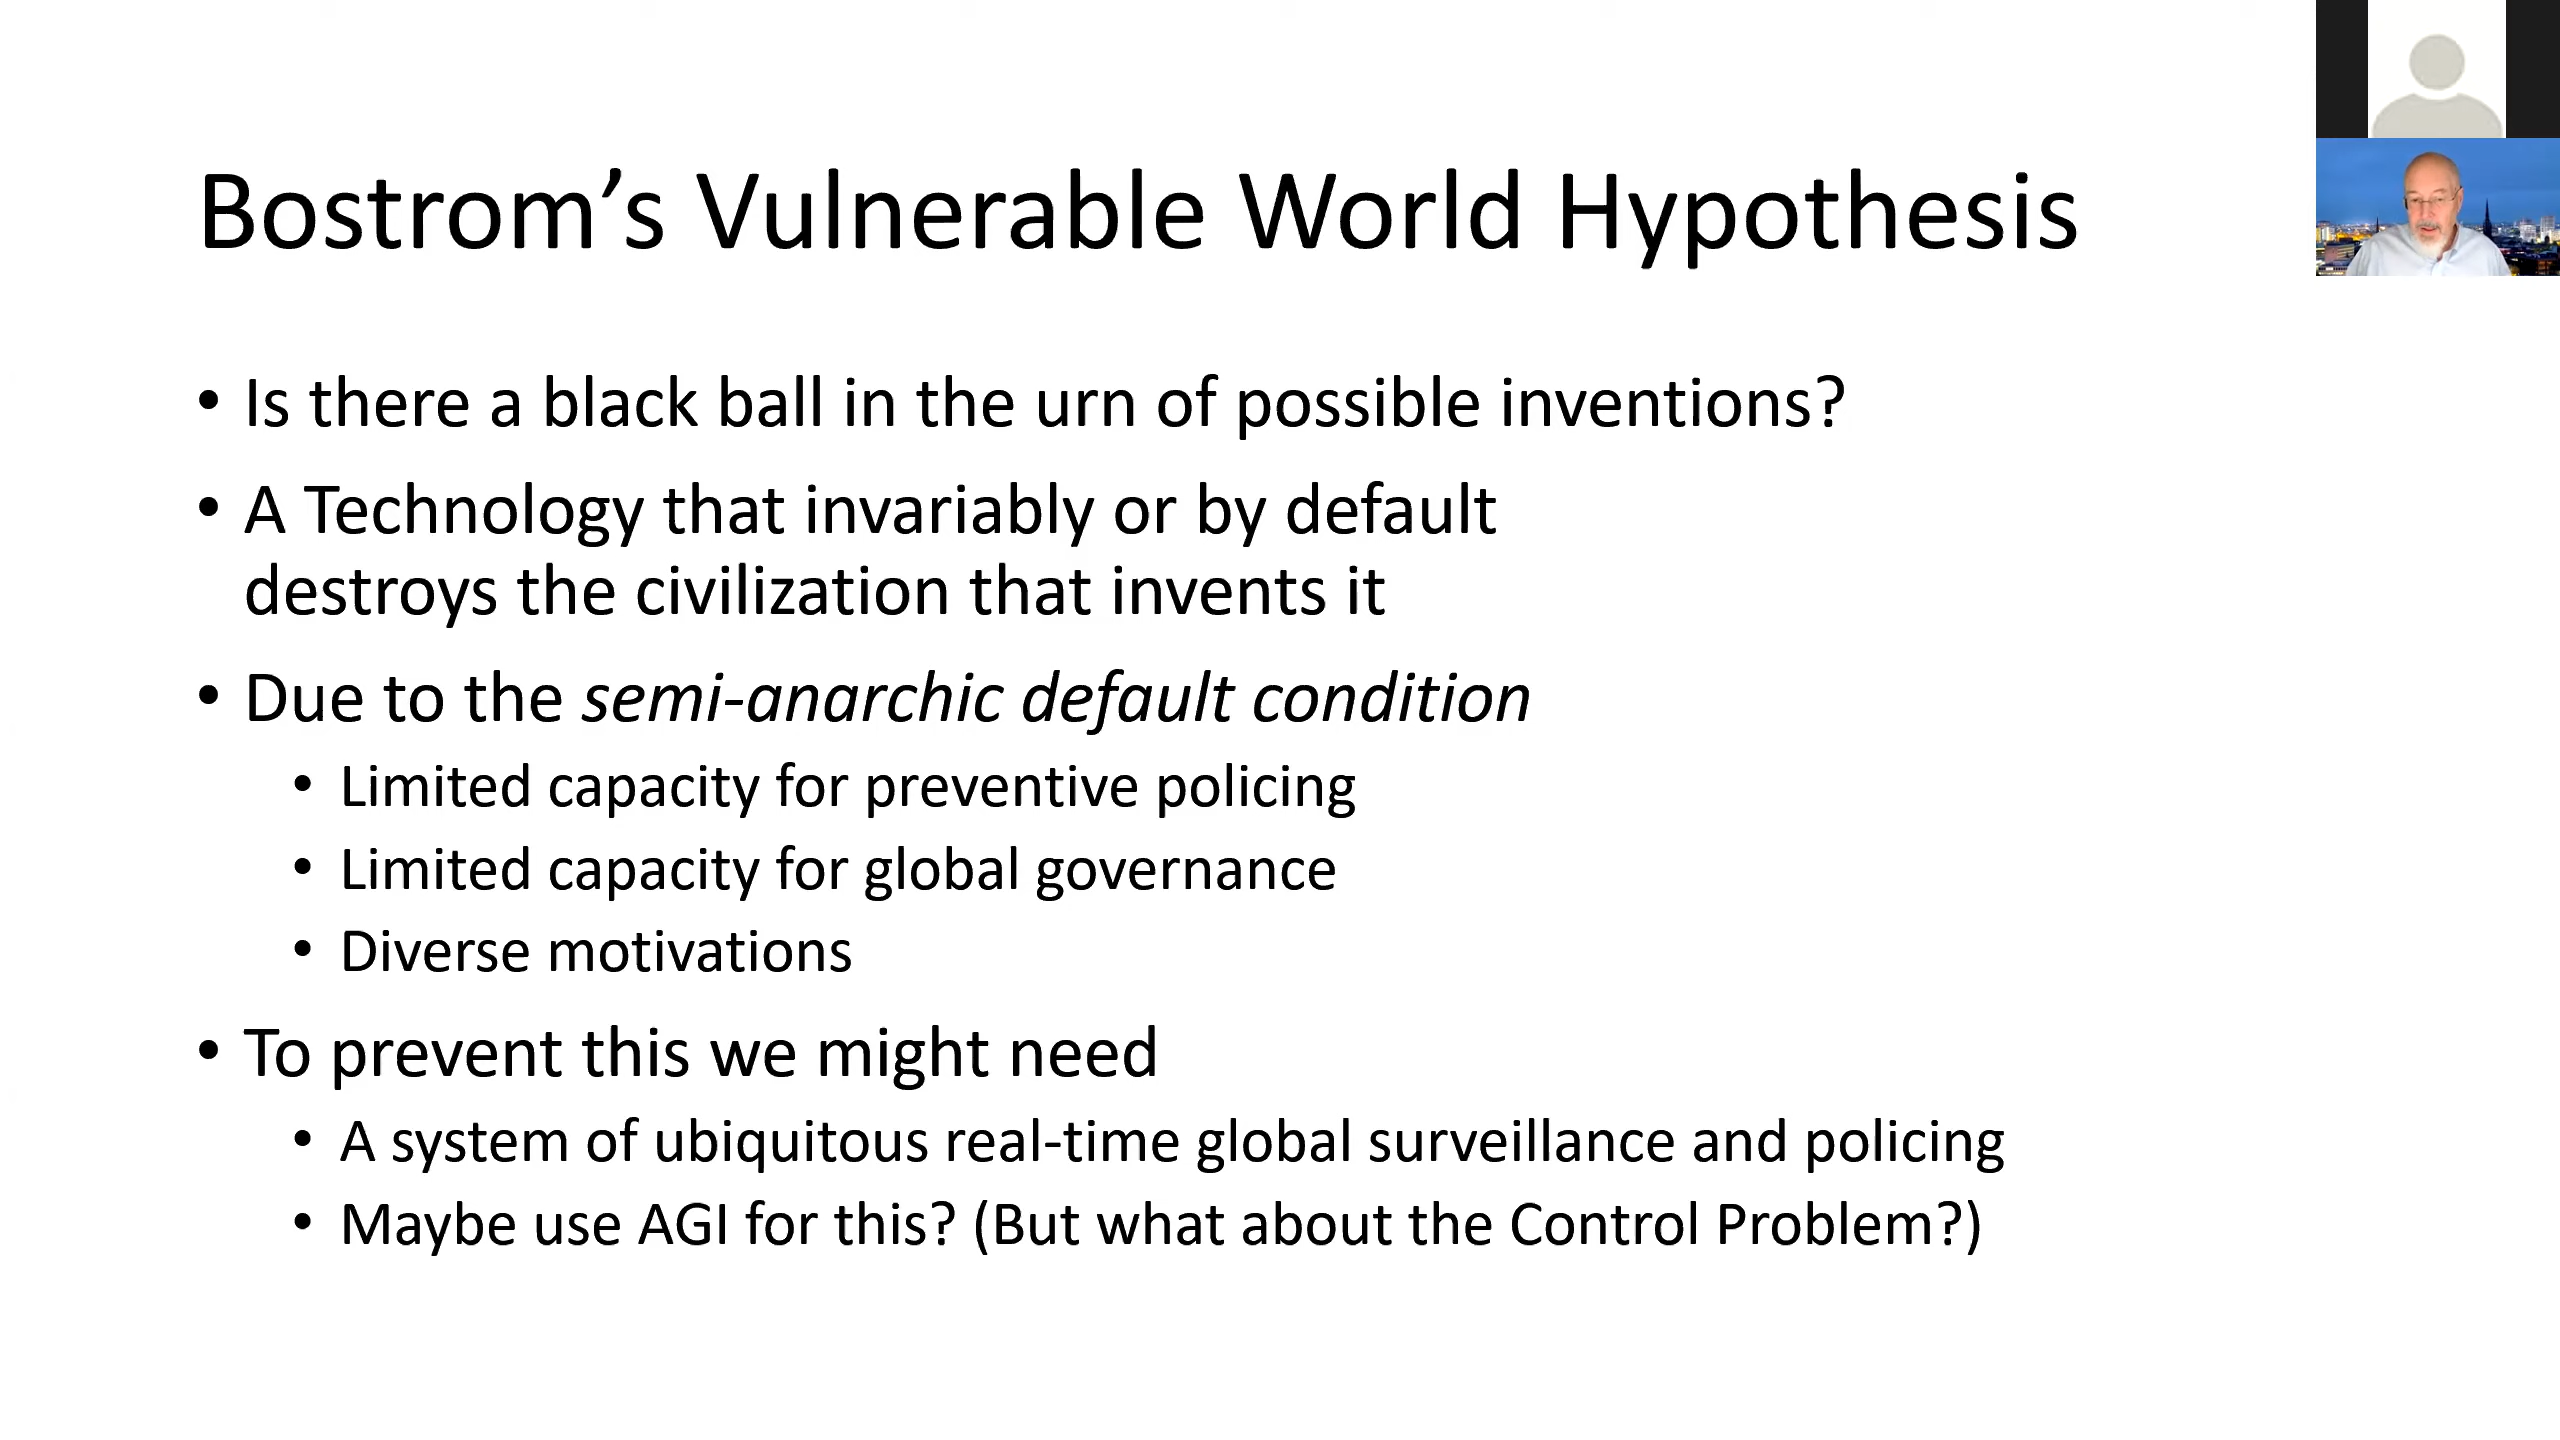 Bostrom’s Vulnerable World Hypothesis
• Is there a black ball in the urn of possible inventions?
• A Technology that invariably or by default
destroys the civilization that invents it
• Due to the semi-anarchic default condition
• Limited capacity for preventive policing
• Limited capacity for global governance
• Diverse motivations
• To prevent this we might need
• A system of ubiquitous real-time global surveillance and policing
• Maybe use AGI for this? (But what about the Control Problem?)